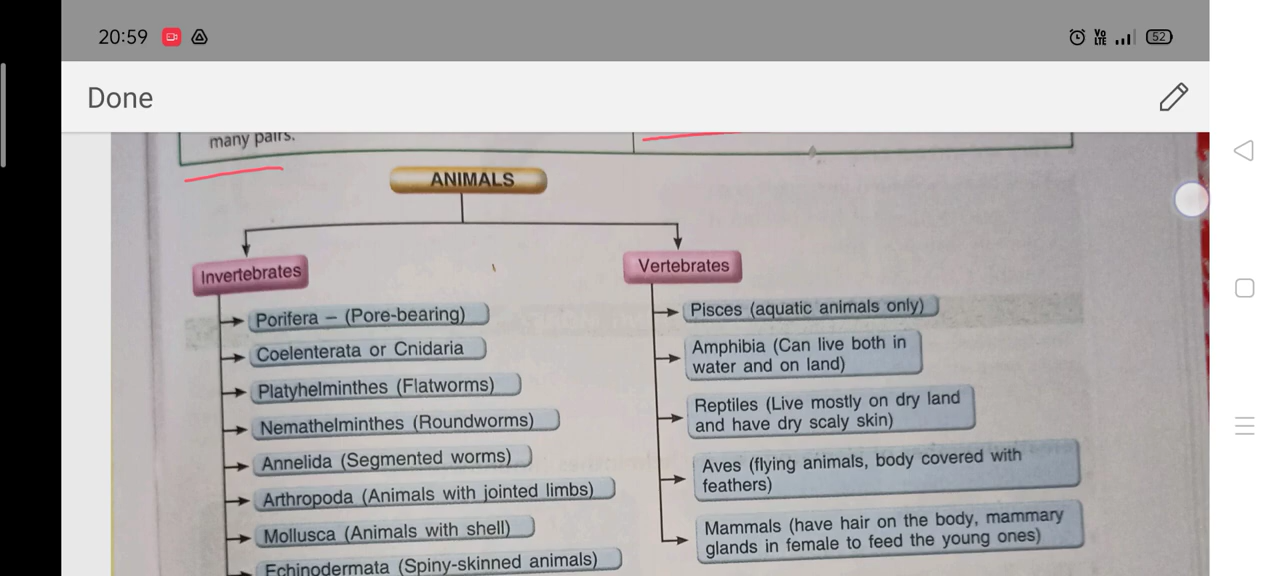 20:59
Vo
LTE
52
Done
many pairs.
ANIMALS
Invertebrates
Porifera – (Pore-bearing)
Coelenterata or Cnidaria
Platyhelminthes (Flatworms)
Nemathelminthes (Roundworms)
Annelida (Segmented worms)
Arthropoda (Animals with jointed limbs)
Mollusca (Animals with shell)
Echinodermata (Spiny-skinned animals)
Vertebrates
Pisces (aquatic animals only)
Amphibia (Can live both in
water and on land)
Reptiles (Live mostly on dry land
and have dry scaly skin)
Aves (flying animals, body covered with
feathers)
Mammals (have hair on the body, mammary
glands in female to feed the young ones)